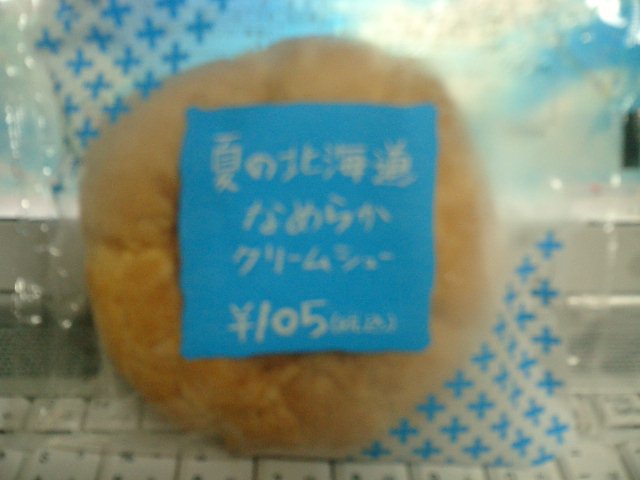 夏の北海道
なめらか
クリームシュー
¥105(税込)